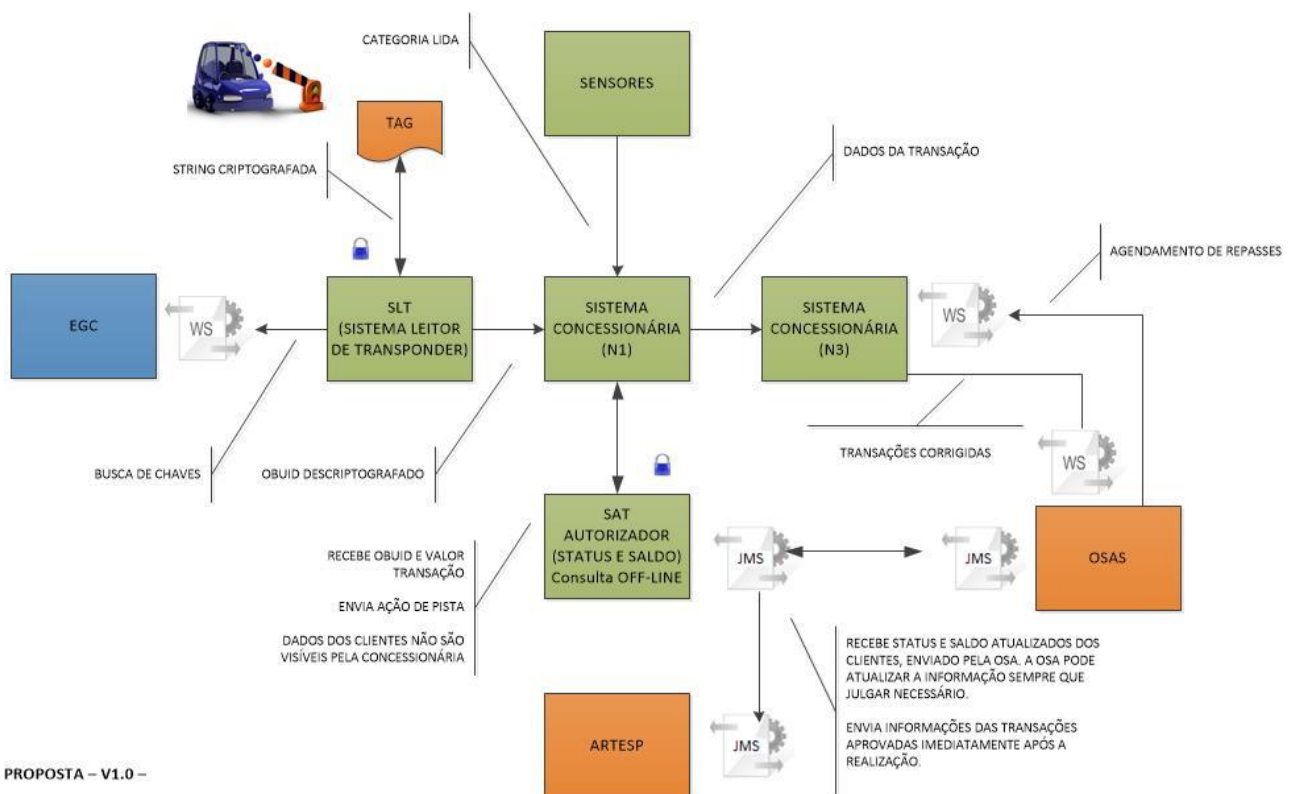 CATEGORIA LIDA
SENSORES
TAG
STRING CRIPTOGRAFADA
DADOS DA TRANSAÇÃO
AGENDAMENTO DE REPASSES
EGC
WS
SLT
(SISTEMA LEITOR
DE TRANSPONDER)
SISTEMA
CONCESSIONÁRIA
(N1)
SISTEMA
CONCESSIONÁRIA
(N3)
WS
BUSCA DE CHAVES
OBUID DESCRIPTOGRAFADO
TRANSAÇÕES CORRIGIDAS
WS
SAT
AUTORIZADOR
(STATUS E SALDO)
Consulta OFF-LINE
RECEBE OBUID E VALOR
TRANSAÇÃO
ENVIA AÇÃO DE PISTA
DADOS DOS CLIENTES NÃO SÃO
VISÍVEIS PELA CONCESSIONÁRIA
JMS
JMS
OSAS
RECEBE STATUS E SALDO ATUALIZADOS DOS
CLIENTES, ENVIADO PELA OSA. A OSA PODE
ATUALIZAR A INFORMAÇÃO SEMPRE QUE
JULGAR NECESSÁRIO.
ENVIA INFORMAÇÕES DAS TRANSAÇÕES
APROVADAS IMEDIATAMENTE APÓS A
REALIZAÇÃO.
ARTESP
JMS
PROPOSTA – V1.0 –